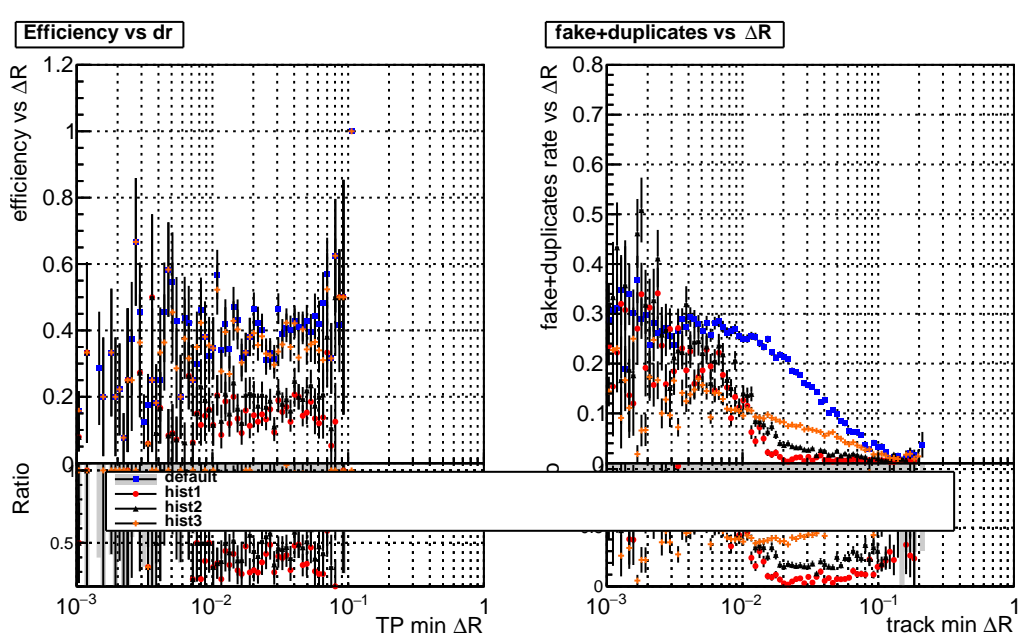 Efficiency vs dr
fake+duplicates vs ΔR
efficiency vs ΔR
1.2
1
0.8
0.6
0.4
0.2
0
fake+duplicates rate vs ΔR
0.8
0.7
0.6
0.5
0.4
0.3
0.2
0.1
0
Ratio
0.5
0
default
hist1
hist2
hist3
10⁻³
10⁻²
10⁻¹
1
TP min ΔR
10⁻³
10⁻²
10⁻¹
1
track min ΔR